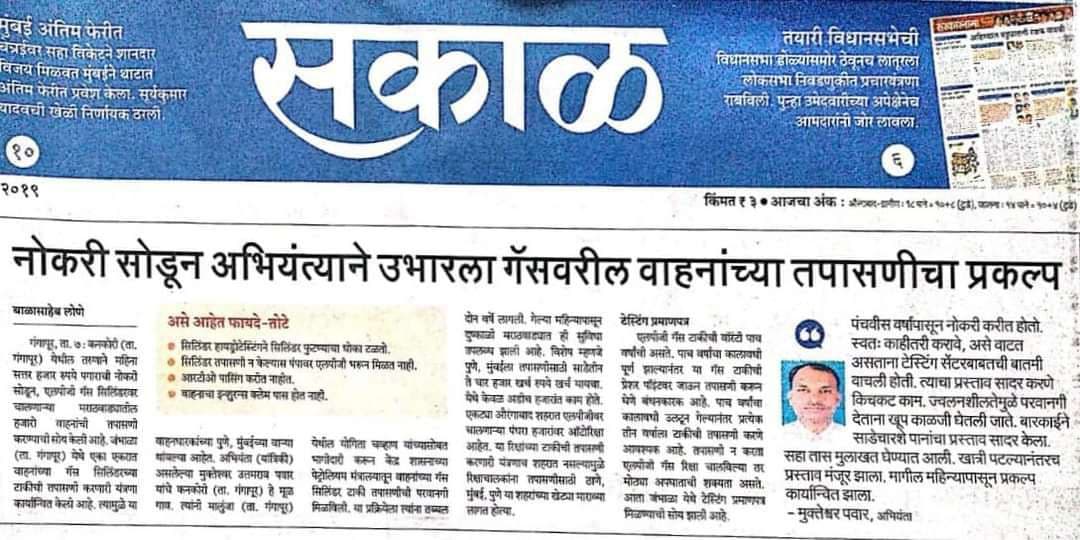 मुंबई अंतिम फेरीत
चन्नईवर सहा विकेटने शानदार
विजय मिळवत मुंबईने थाटात
अंतिम फेरीत प्रवेश केला. सूर्यकुमार
यादवची खेळी निर्णायक ठरली.
१०
सकाळ
तयारी विधानसभेची
विधानसभा डोळ्यांसमोर ठेवूनच लातूरला
लोकसभा निवडणुकीत प्रचारयंत्रणा
राबविली. पुन्हा उमदवारीच्या अपेक्षेनेच
आमदारांनी जोर लावला.
६
२०१९
किंमत ₹ ३ ● आजचा अंक :
नोकरी सोडून अभियंत्याने उभारला गॅसवरील वाहनांच्या तपासणीचा प्रकल्प
बाळासाहेब लोणे
गंगापूर, ता. ७ : कनकोरी (ता.
गंगापूर) येथील तरुणाने महिना
सत्तर हजार रुपये पगाराची नोकरी
सोडून, एलपीजी गॅस सिलिंडरवर
चालणाऱ्या मराठवाड्यातील
हजारो वाहनांची तपासणी
करण्याची सोय केली आहे. जंभाळा
(ता. गंगापूर) येथे एका एकरात
वाहनांच्या गॅस सिलिंडरच्या
टाकीची तपासणी करणारी यंत्रणा
कार्यान्वित केल्हे आहे. त्यामुळे या
असे आहेत फायदे-तोटे
सिलिंडर हायड्रोटेस्टिंगने सिलिंडर फुटण्याचा धोका टळतो.
सिलिंडर तपासणी न केल्यास पंपावर एलपीजी भरून मिळत नाही.
आरटीओ पासिंग करीत नाहीत.
वाहनाचा इन्शुरन्स क्लेम पास होत नाही.
वाहनधारकांच्या पुणे, मुंबईच्या वाऱ्या
थांबल्या आहेत. अभियंता (यांत्रिकी)
असलेल्या मुक्तेश्वर उत्तमराव पवार
यांचे कनकोरी (ता. गंगापूर) हे मूळ
गाव. त्यांनी मालुंजा (ता. गंगापूर)
येथील योगिता चव्हाण यांच्यासोबत
भागीदारी करून केंद्र शासनाच्या
पेट्रोलियम मंत्रालयातून वाहनांच्या गॅस
सिलिंडर टाकी तपासणीची परवानगी
मिळविली. या प्रक्रियेला त्यांना तब्बल
दोन वर्षे लागली. गेल्या महिन्यापासून
दुष्काळी मराठवाड्यात ही सुविधा
उपलब्ध झाली आहे. विशेष म्हणजे
पुणे, मुंबईला तपासणीसाठी साडेतीन
ते चार हजार खर्च रुपये खर्च यायचा.
येथे केवळ अडीच हजारांत काम होते.
एकट्या औरंगाबाद शहरात एलपीजीवर
चालणाऱ्या पंधरा हजारांवर ऑटोरिक्षा
आहेत. या रिक्षांच्या टाकीची तपासणी
करणारी यंत्रणाच शहरात नसल्यामुळे
रिक्षाचालकांना तपासणीसाठी ठाणे,
मुंबई, पुणे या शहरांच्या खेट्या माराव्या
लागत होत्या.
टेस्टिंग प्रमाणपत्र
एलपीजी गॅस टाकीची वॉरंटी पाच
वर्षांची असते. पाच वर्षांचा कालावधी
पूर्ण झाल्यानंतर या गॅस टाकीची
प्रेशर पॉइंटवर जाऊन तपासणी करून
घेणे बंधनकारक आहे. पाच वर्षांचा
कालावधी उलटून गेल्यानंतर प्रत्येक
तीन वर्षाला टाकीची तपासणी करणे
आवश्यक आहे. तपासणी न करता
एलपीजी गॅस रिक्षा चालविल्या तर
मोठ्या अपघाताची शक्यता असते.
आता जंभाळा येथे टेस्टिंग प्रमाणपत्र
मिळण्याची सोय झाली आहे.
पंचवीस वर्षांपासून नोकरी करीत होतो.
स्वतः काहीतरी करावे, असे वाटत
असताना टेस्टिंग सेंटरबाबतची बातमी
वाचली होती. त्याचा प्रस्ताव सादर करणे
किचकट काम. ज्वलनशीलतेमुळे परवानगी
देताना खूप काळजी घेतली जाते. बारकाईने
साडेचारशे पानांचा प्रस्ताव सादर केला.
सहा तास मुलाखत घेण्यात आली. खात्री पटल्यानंतरच
प्रस्ताव मंजूर झाला. मागील महिन्यापासून प्रकल्प
कार्यान्वित झाला.
- मुक्तेश्वर पवार, अभियंता